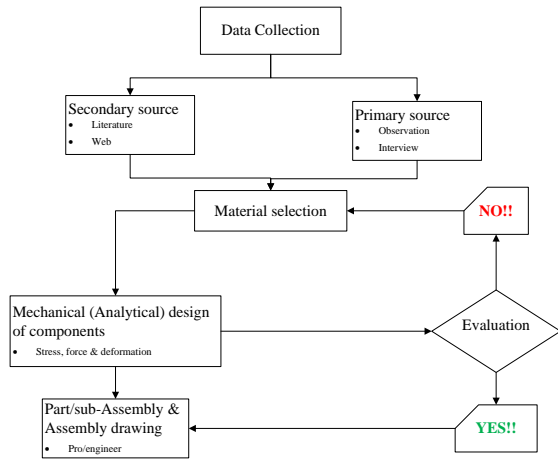 Data Collection
Secondary source
• Literature
• Web
Primary source
• Observation
• Interview
Material selection
NO!!
Mechanical (Analytical) design
of components
• Stress, force & deformation
Evaluation
Part/sub-Assembly &
Assembly drawing
• Pro/engineer
YES!!